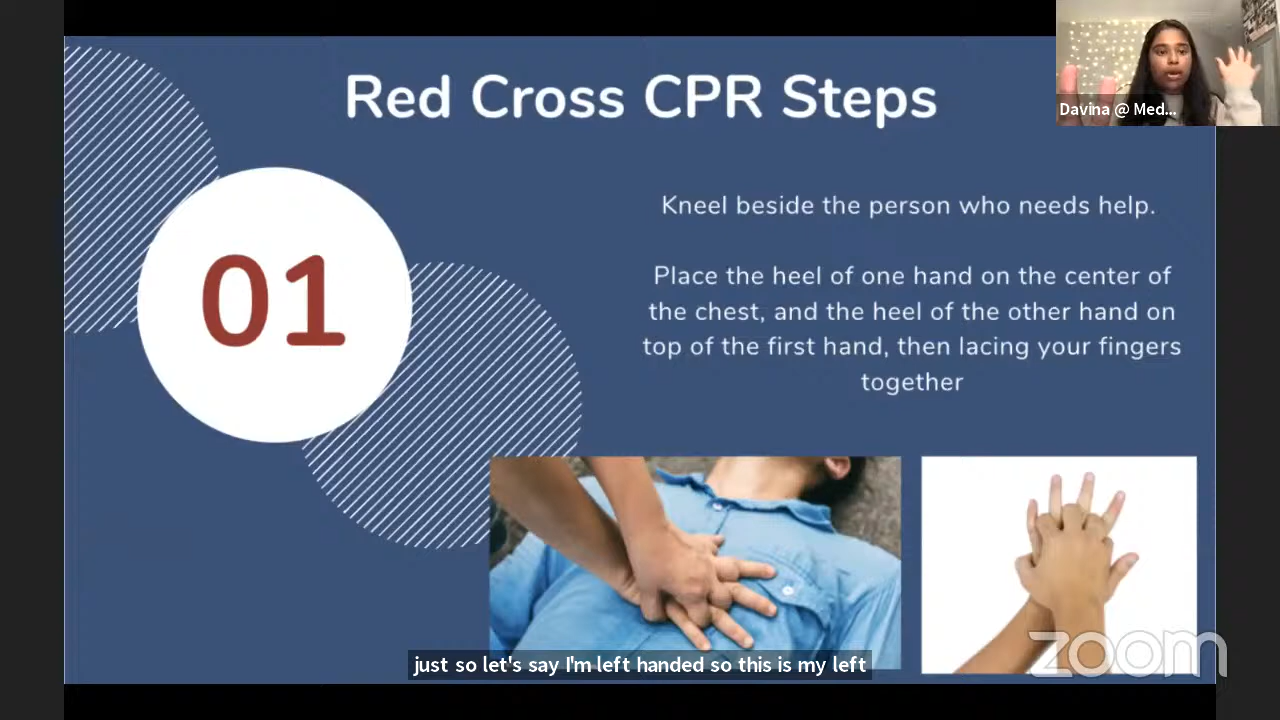 Red Cross CPR Steps
Davina @ Med...
01
Kneel beside the person who needs help.
Place the heel of one hand on the center of
the chest, and the heel of the other hand on
top of the first hand, then lacing your fingers
together
just so let's say I'm left handed so this is my left
zoom